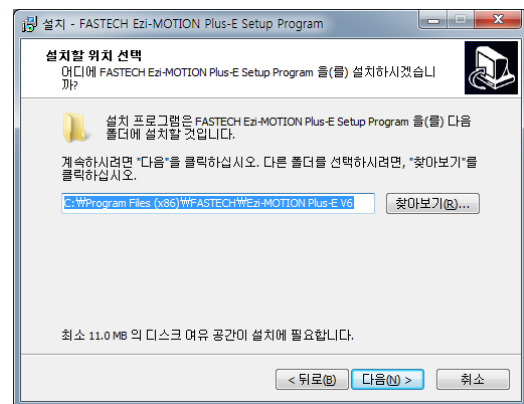 설치 - FASTECH Ezi-MOTION Plus-E Setup Program
설치할 위치 선택
어디에 FASTECH Ezi-MOTION Plus-E Setup Program 을(를) 설치하시겠습니
까?
설치 프로그램은 FASTECH Ezi-MOTION Plus-E Setup Program 을(를) 다음
폴더에 설치할 것입니다.
계속하시려면 "다음"을 클릭하십시오. 다른 폴더를 선택하시려면, "찾아보기"를
클릭하십시오.
C:₩Program Files (x86)₩FASTECH₩Ezi-MOTION Plus-E V6
찾아보기(R)...
최소 11.0 MB 의 디스크 여유 공간이 설치에 필요합니다.
< 뒤로(B) 다음(N) > 취소